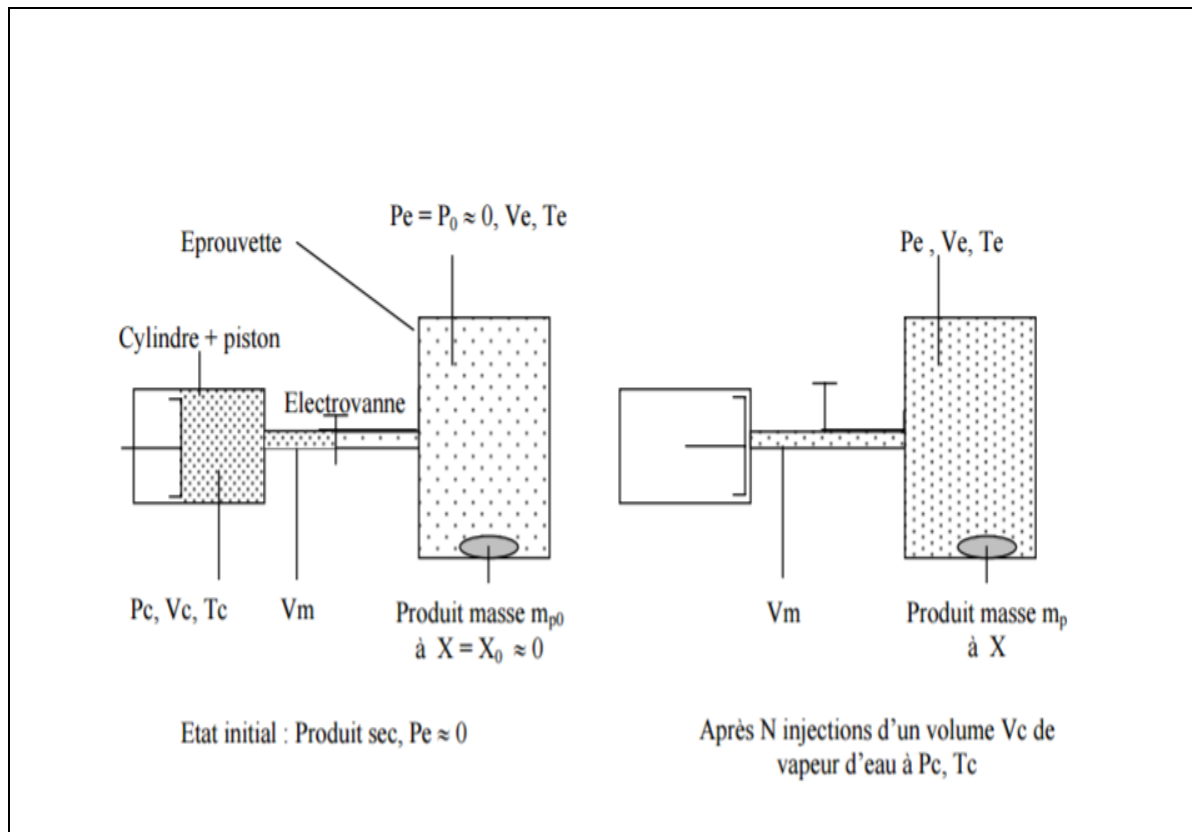 Pe = P₀ ≈ 0, Ve, Te
Eprouvette
Cylindre + piston
Electrovanne
Pc, Vc, Tc
Vm
Produit masse mₚ₀
à X = X₀ ≈ 0
Etat initial : Produit sec, Pe ≈ 0
Pe , Ve, Te
Vm
Produit masse mₚ
à X
Après N injections d’un volume Vc de
vapeur d’eau à Pc, Tc